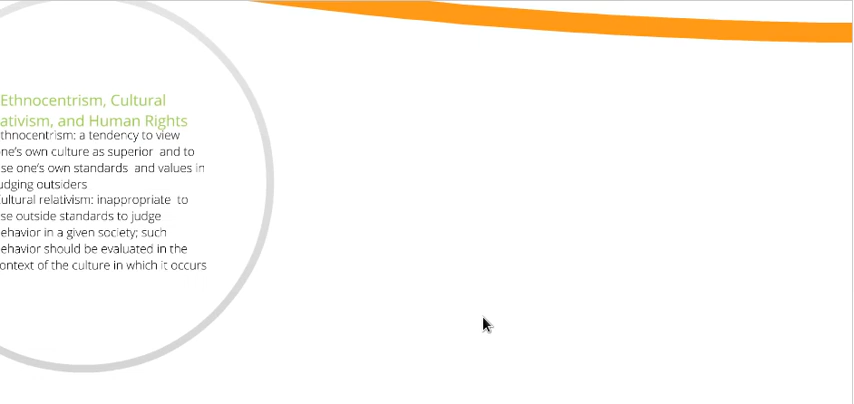 Ethnocentrism, Cultural
ativism, and Human Rights
thnocentrism: a tendency to view
ne's own culture as superior and to
se one's own standards and values in
udging outsiders
ultural relativism: inappropriate to
se outside standards to judge
ehavior in a given society; such
ehavior should be evaluated in the
ontext of the culture in which it occurs